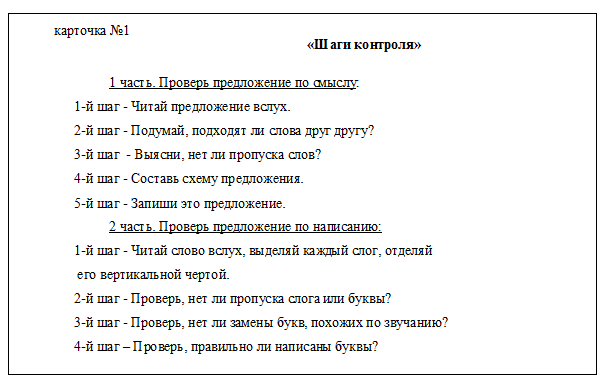 карточка №1
«Шаги контроля»
1 часть. Проверь предложение по смыслу:
1-й шаг - Читай предложение вслух.
2-й шаг - Подумай, подходят ли слова друг другу?
3-й шаг - Выясни, нет ли пропуска слов?
4-й шаг - Составь схему предложения.
5-й шаг - Запиши это предложение.
2 часть. Проверь предложение по написанию:
1-й шаг - Читай слово вслух, выделяй каждый слог, отделяй
его вертикальной чертой.
2-й шаг - Проверь, нет ли пропуска слога или буквы?
3-й шаг - Проверь, нет ли замены букв, похожих по звучанию?
4-й шаг – Проверь, правильно ли написаны буквы?